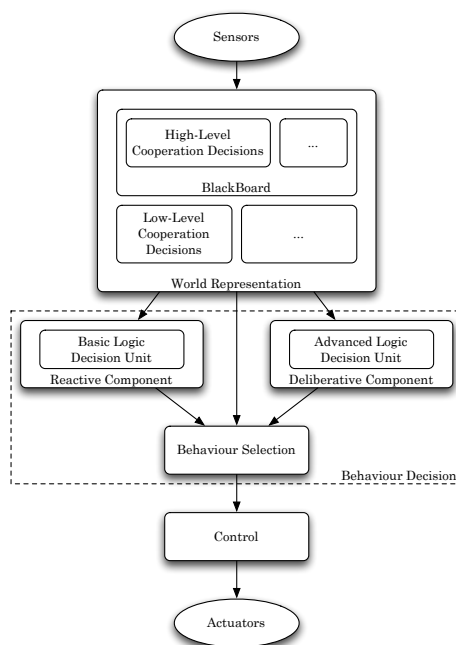 Sensors
High-Level
Cooperation Decisions
...
BlackBoard
Low-Level
Cooperation
Decisions
...
World Representation
Basic Logic
Decision Unit
Reactive Component
Advanced Logic
Decision Unit
Deliberative Component
Behaviour Selection
Behaviour Decision
Control
Actuators